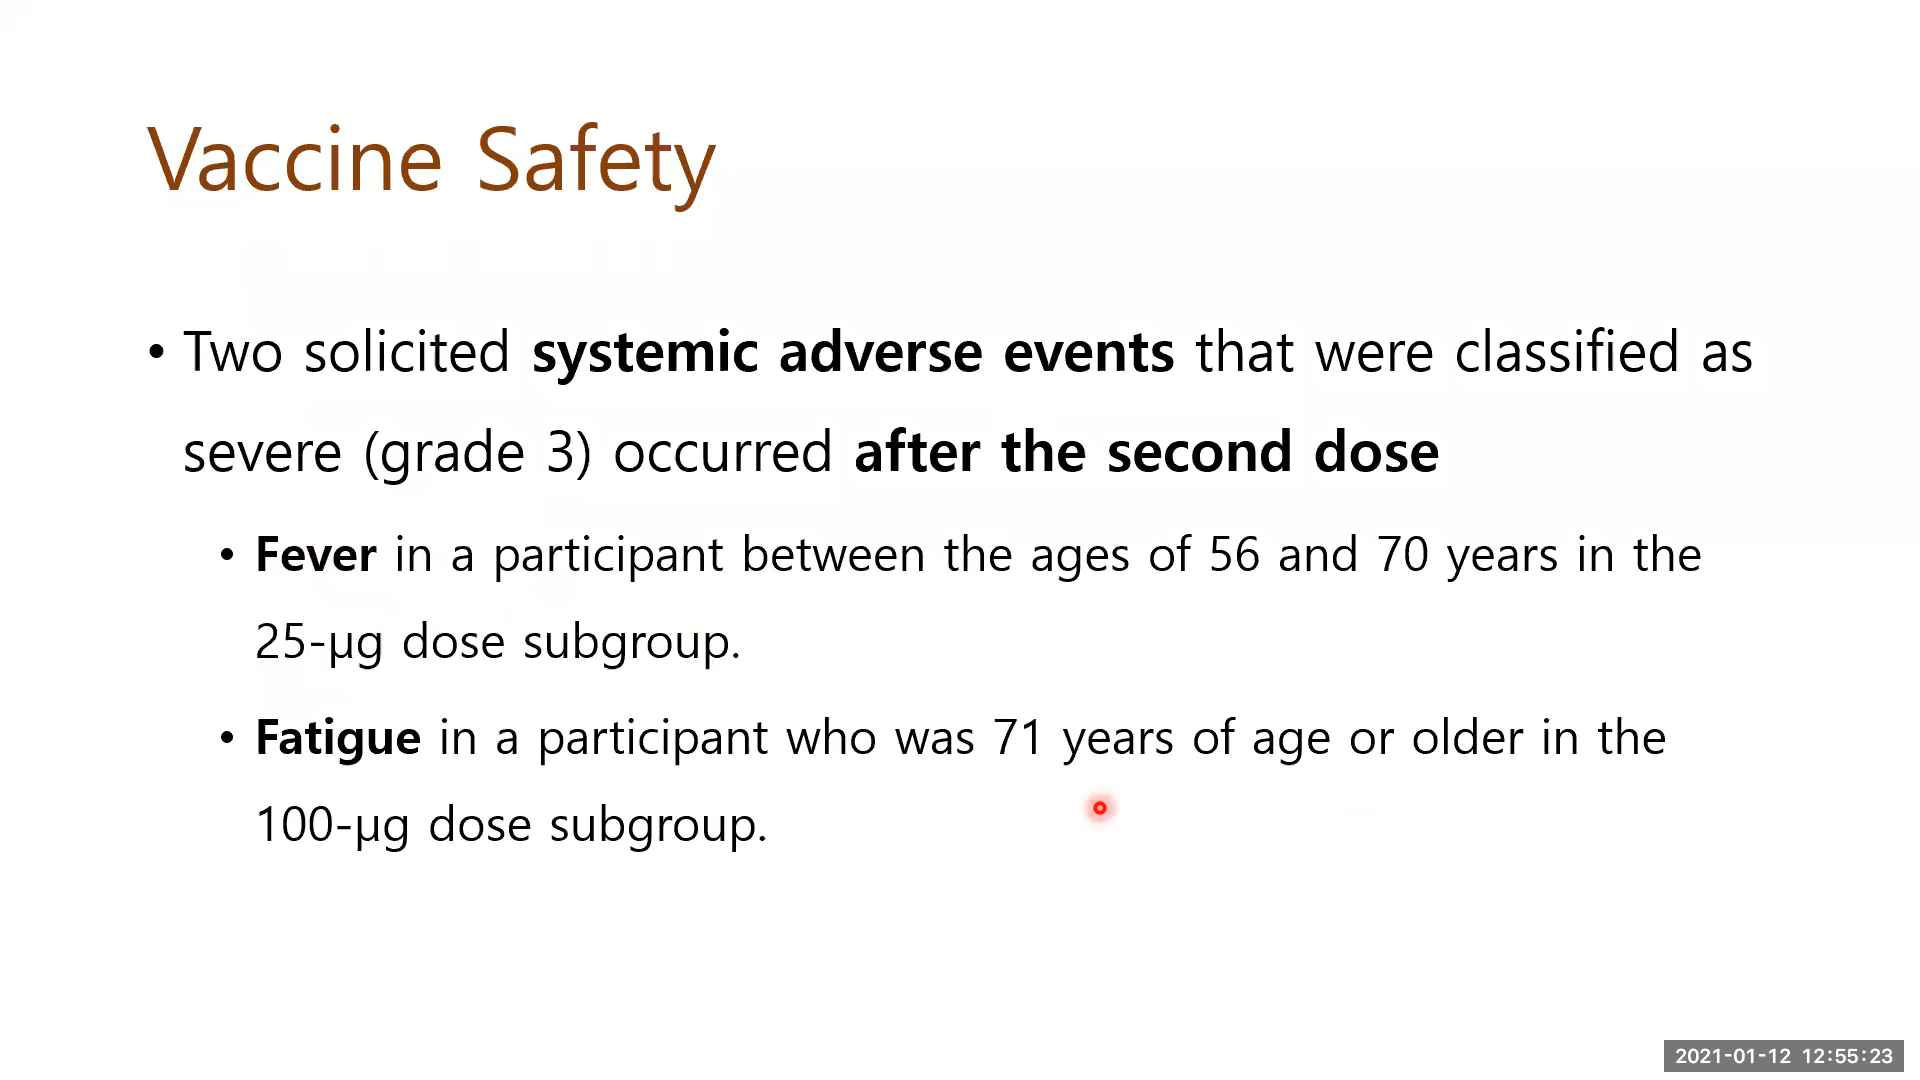 Vaccine Safety
• Two solicited systemic adverse events that were classified as
severe (grade 3) occurred after the second dose
• Fever in a participant between the ages of 56 and 70 years in the
25-µg dose subgroup.
• Fatigue in a participant who was 71 years of age or older in the
100-µg dose subgroup.
2021-01-12 12:55:23